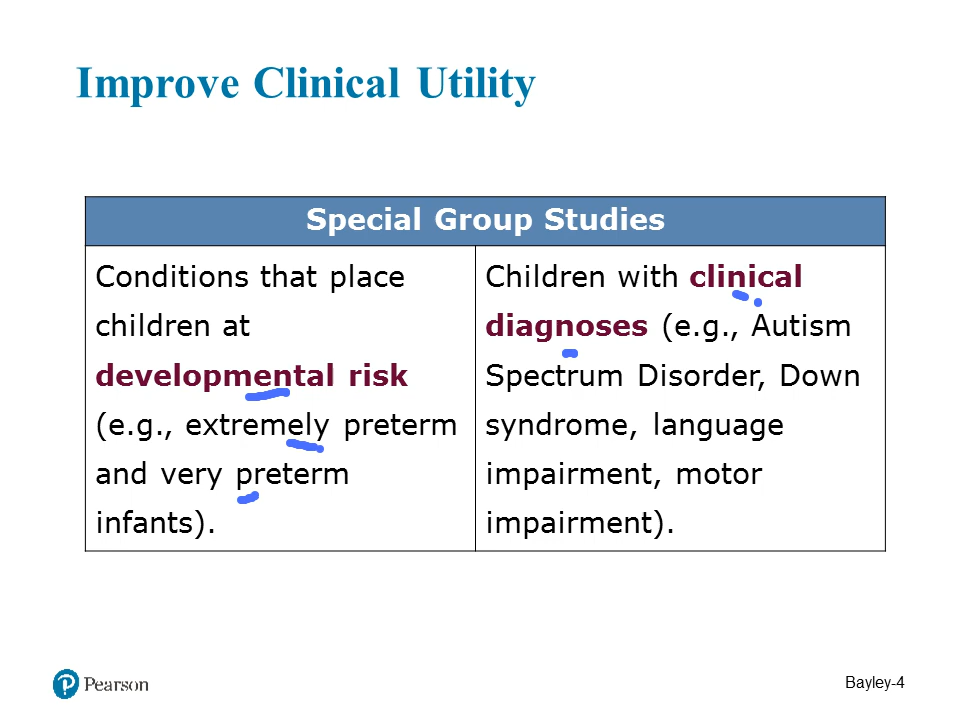 Improve Clinical Utility
Special Group Studies
Conditions that place
children at
developmental risk
(e.g., extremely preterm
and very preterm
infants).
Children with clinical
diagnoses (e.g., Autism
Spectrum Disorder, Down
syndrome, language
impairment, motor
impairment).
P Pearson
Bayley-4